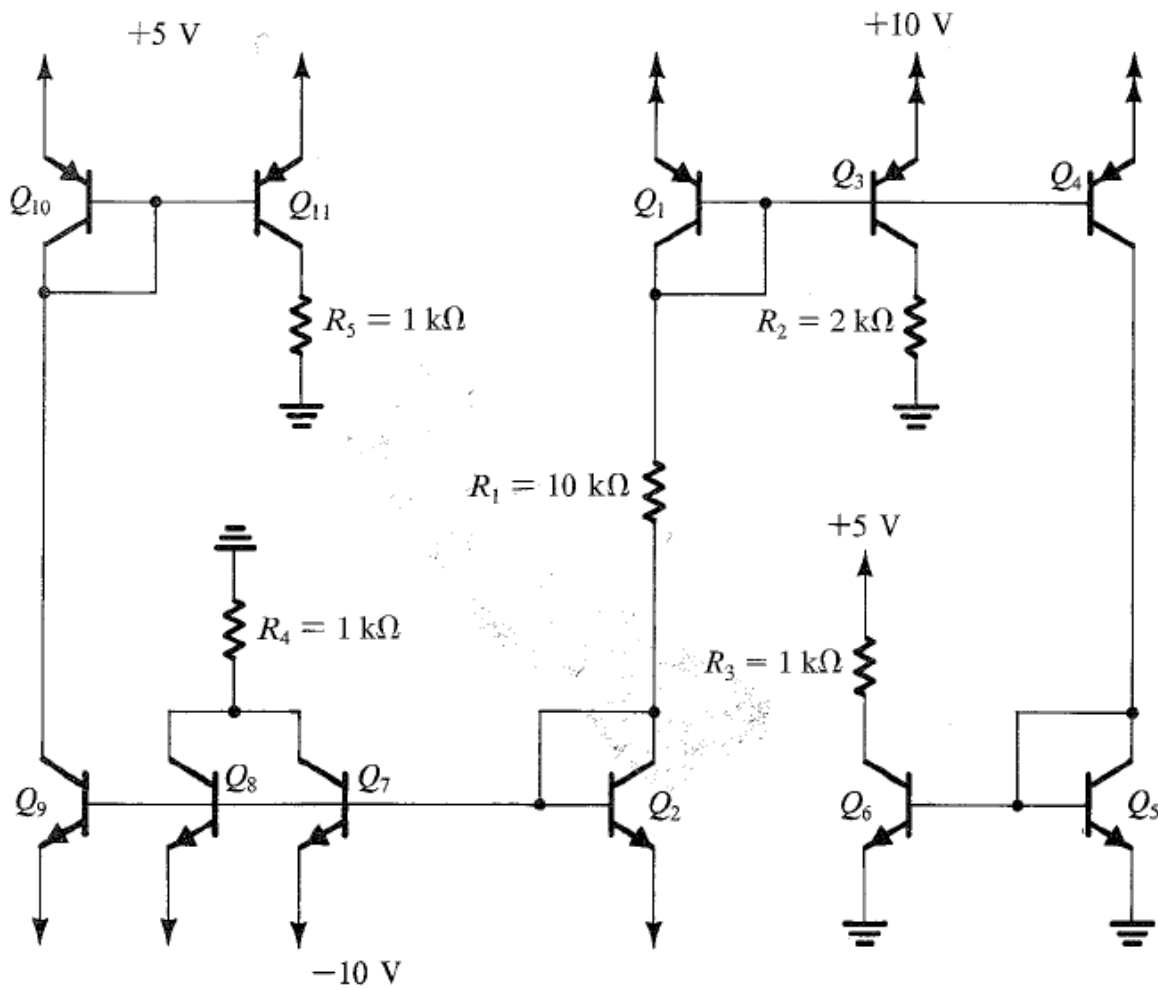 +5 V
+10 V
Q10
Q11
Q1
Q3
Q4
R5 = 1 kΩ
R2 = 2 kΩ
R1 = 10 kΩ
+5 V
R4 = 1 kΩ
R3 = 1 kΩ
Q9
Q8
Q7
Q2
Q6
Q5
−10 V